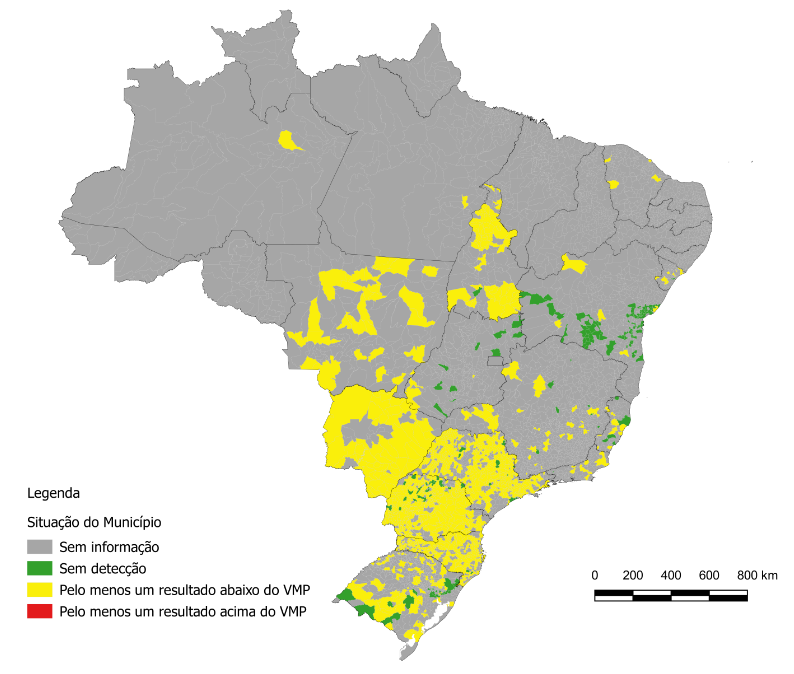 Legenda
Situação do Município
Sem informação
Sem detecção
Pelo menos um resultado abaixo do VMP
Pelo menos um resultado acima do VMP
0 200 400 600 800 km